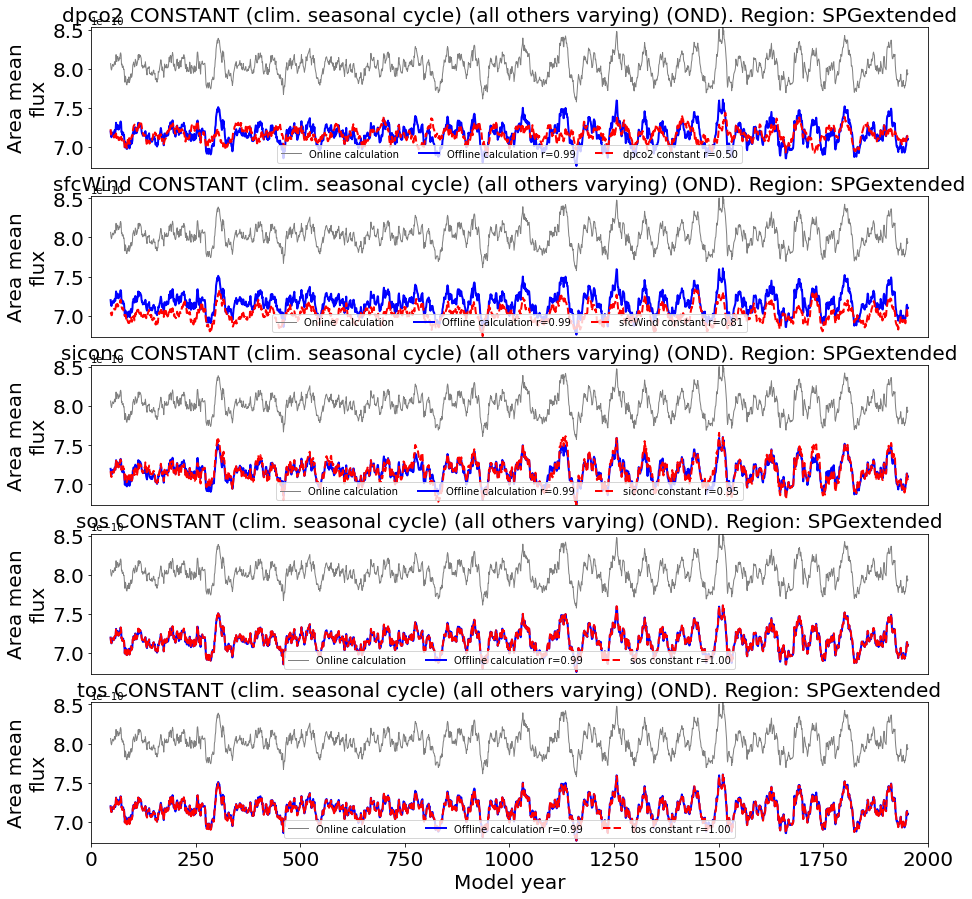 dpco2 CONSTANT (clim. seasonal cycle) (all others varying) (OND). Region: SPGextended
1e-10
8.5
8.0
7.5
7.0
Area mean
flux
Online calculation
Offline calculation r=0.99
dpco2 constant r=0.50
sfcWind CONSTANT (clim. seasonal cycle) (all others varying) (OND). Region: SPGextended
1e-10
8.5
8.0
7.5
7.0
Area mean
flux
Online calculation
Offline calculation r=0.99
sfcWind constant r=0.81
siconc CONSTANT (clim. seasonal cycle) (all others varying) (OND). Region: SPGextended
1e-10
8.5
8.0
7.5
7.0
Area mean
flux
Online calculation
Offline calculation r=0.99
siconc constant r=0.95
sos CONSTANT (clim. seasonal cycle) (all others varying) (OND). Region: SPGextended
1e-10
8.5
8.0
7.5
7.0
Area mean
flux
Online calculation
Offline calculation r=0.99
sos constant r=1.00
tos CONSTANT (clim. seasonal cycle) (all others varying) (OND). Region: SPGextended
1e-10
8.5
8.0
7.5
7.0
Area mean
flux
Online calculation
Offline calculation r=0.99
tos constant r=1.00
0
250
500
750
1000
1250
1500
1750
2000
Model year